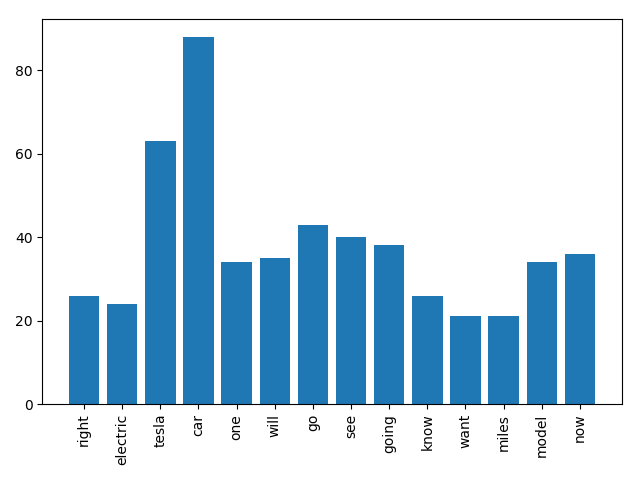 80
60
40
20
0
right
electric
tesla
car
one
will
go
see
going
know
want
miles
model
now